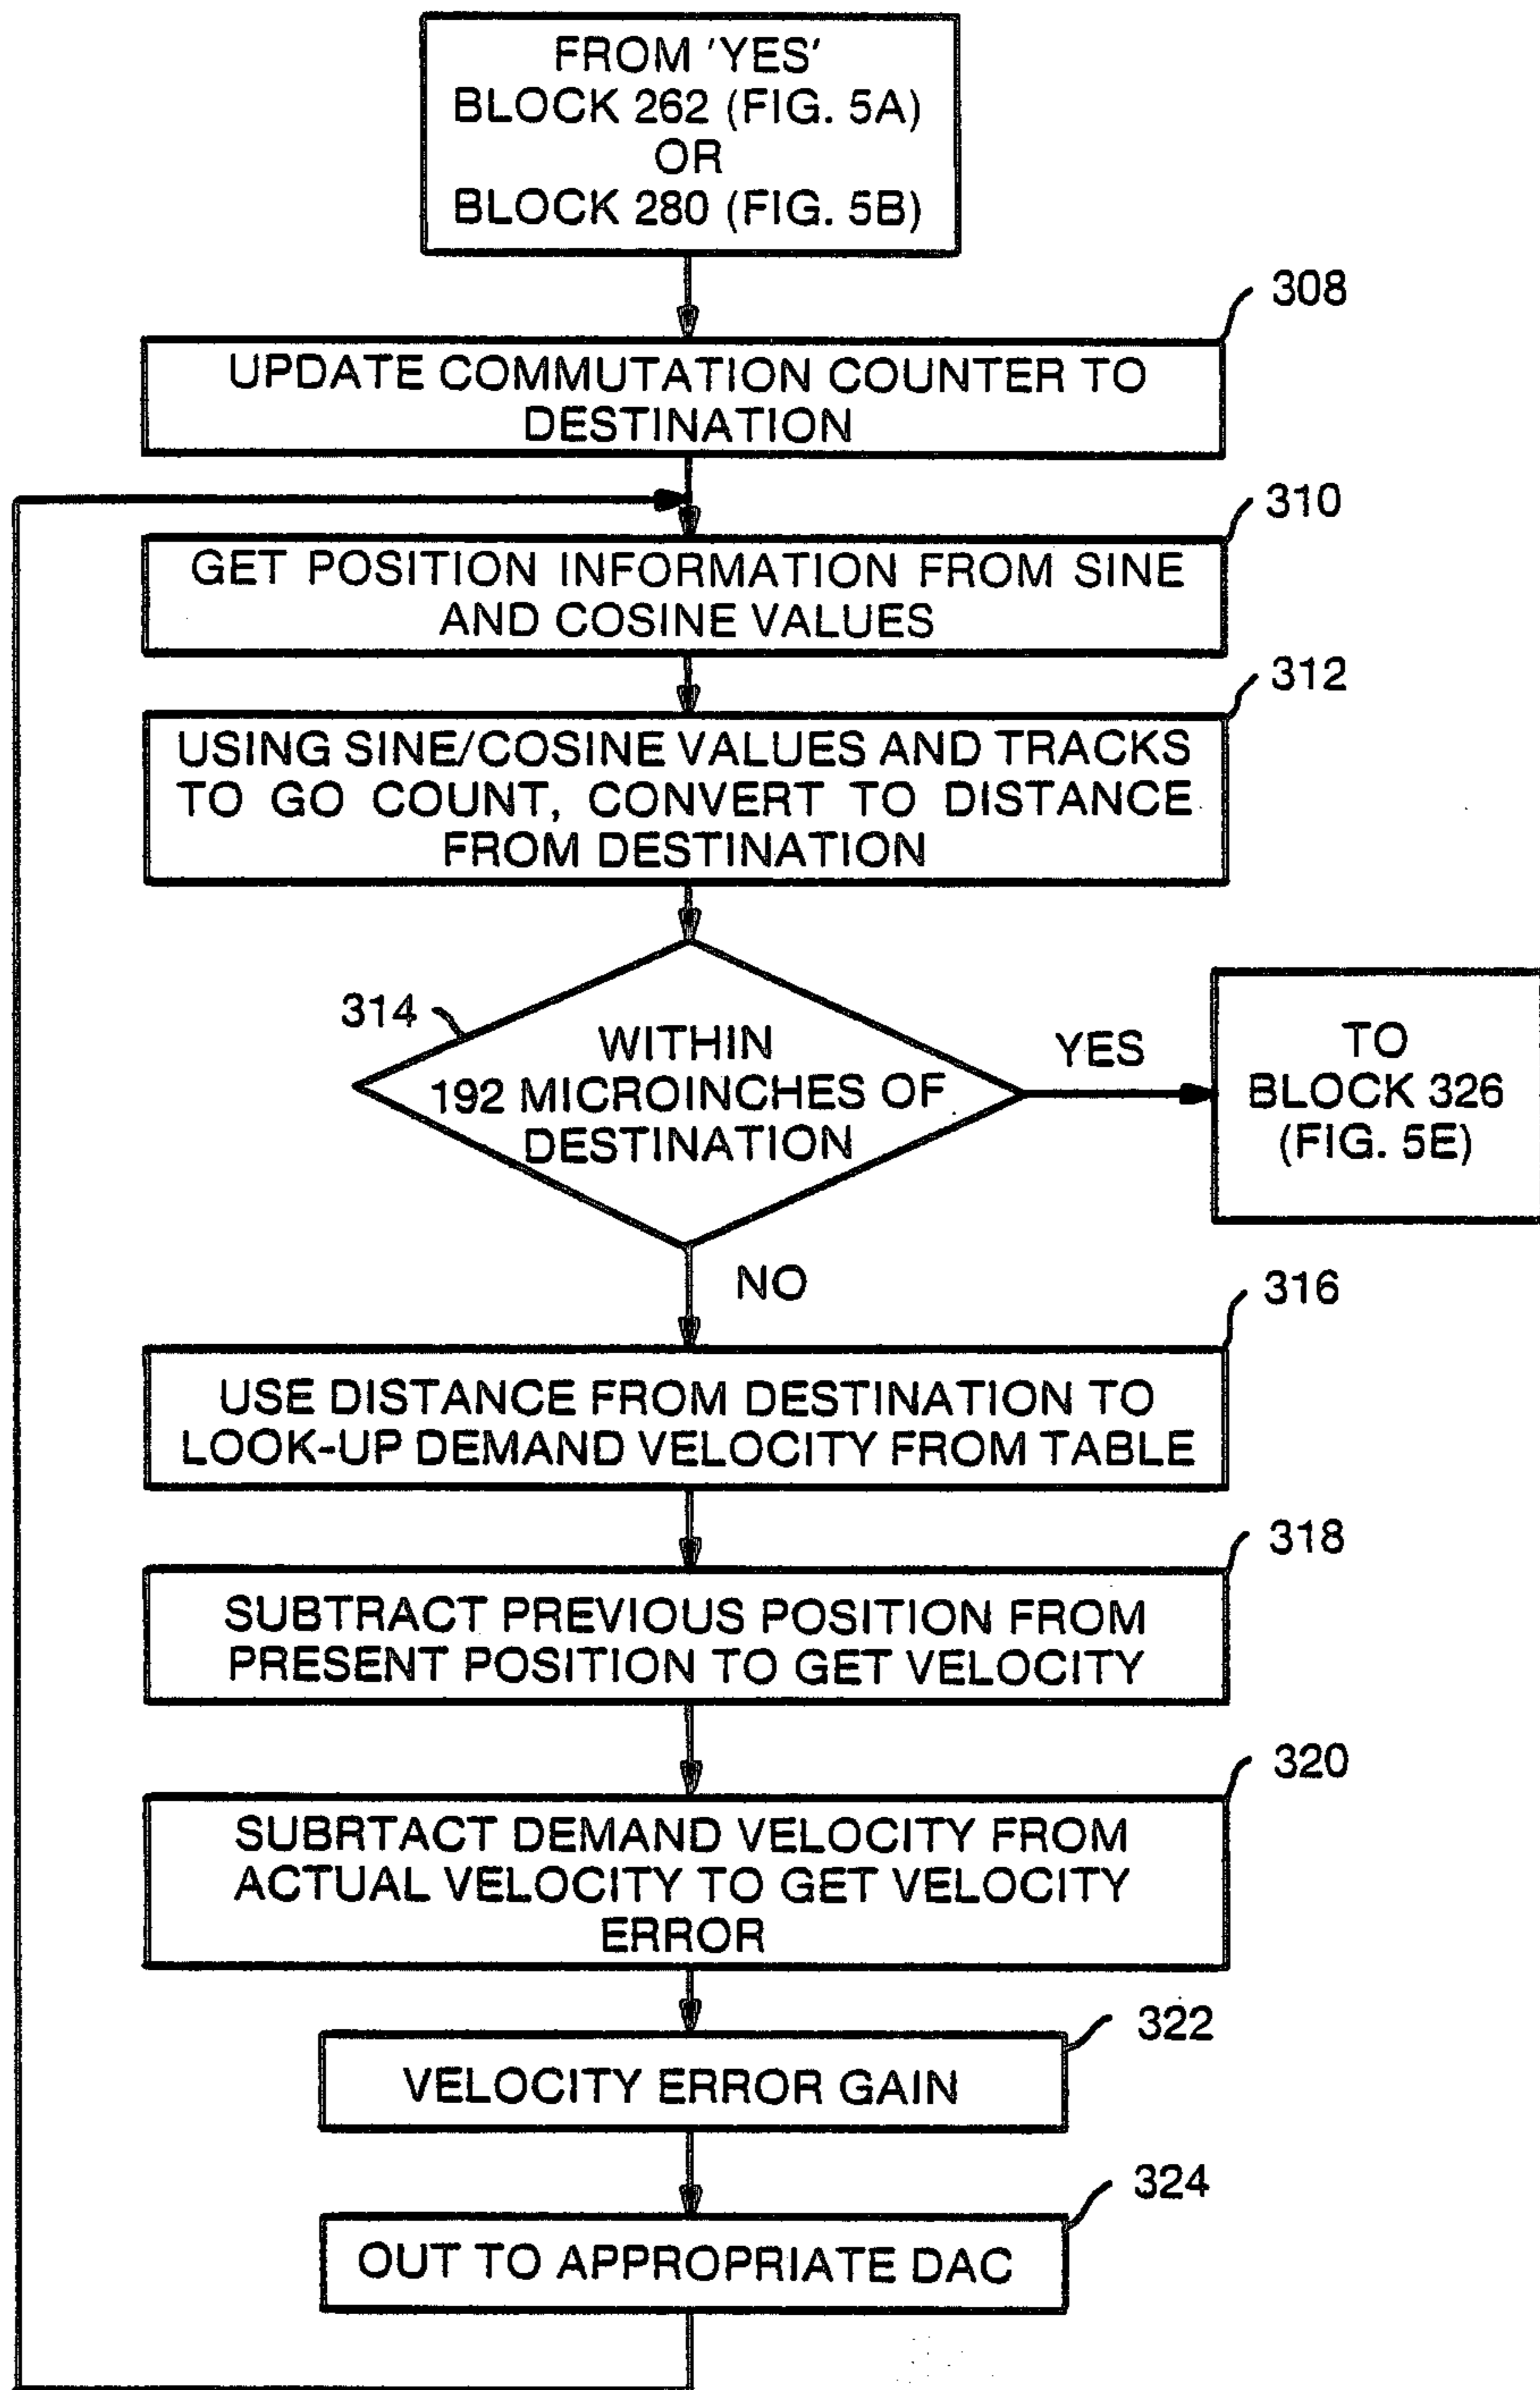 FROM 'YES'
BLOCK 262 (FIG. 5A)
OR
BLOCK 280 (FIG. 5B)
308
UPDATE COMMUTATION COUNTER TO
DESTINATION
310
GET POSITION INFORMATION FROM SINE
AND COSINE VALUES
312
USING SINE/COSINE VALUES AND TRACKS
TO GO COUNT, CONVERT TO DISTANCE
FROM DESTINATION
314
WITHIN
192 MICROINCHES OF
DESTINATION
YES
TO
BLOCK 326
(FIG. 5E)
NO
316
USE DISTANCE FROM DESTINATION TO
LOOK-UP DEMAND VELOCITY FROM TABLE
318
SUBTRACT PREVIOUS POSITION FROM
PRESENT POSITION TO GET VELOCITY
320
SUBRTACT DEMAND VELOCITY FROM
ACTUAL VELOCITY TO GET VELOCITY
ERROR
322
VELOCITY ERROR GAIN
324
OUT TO APPROPRIATE DAC